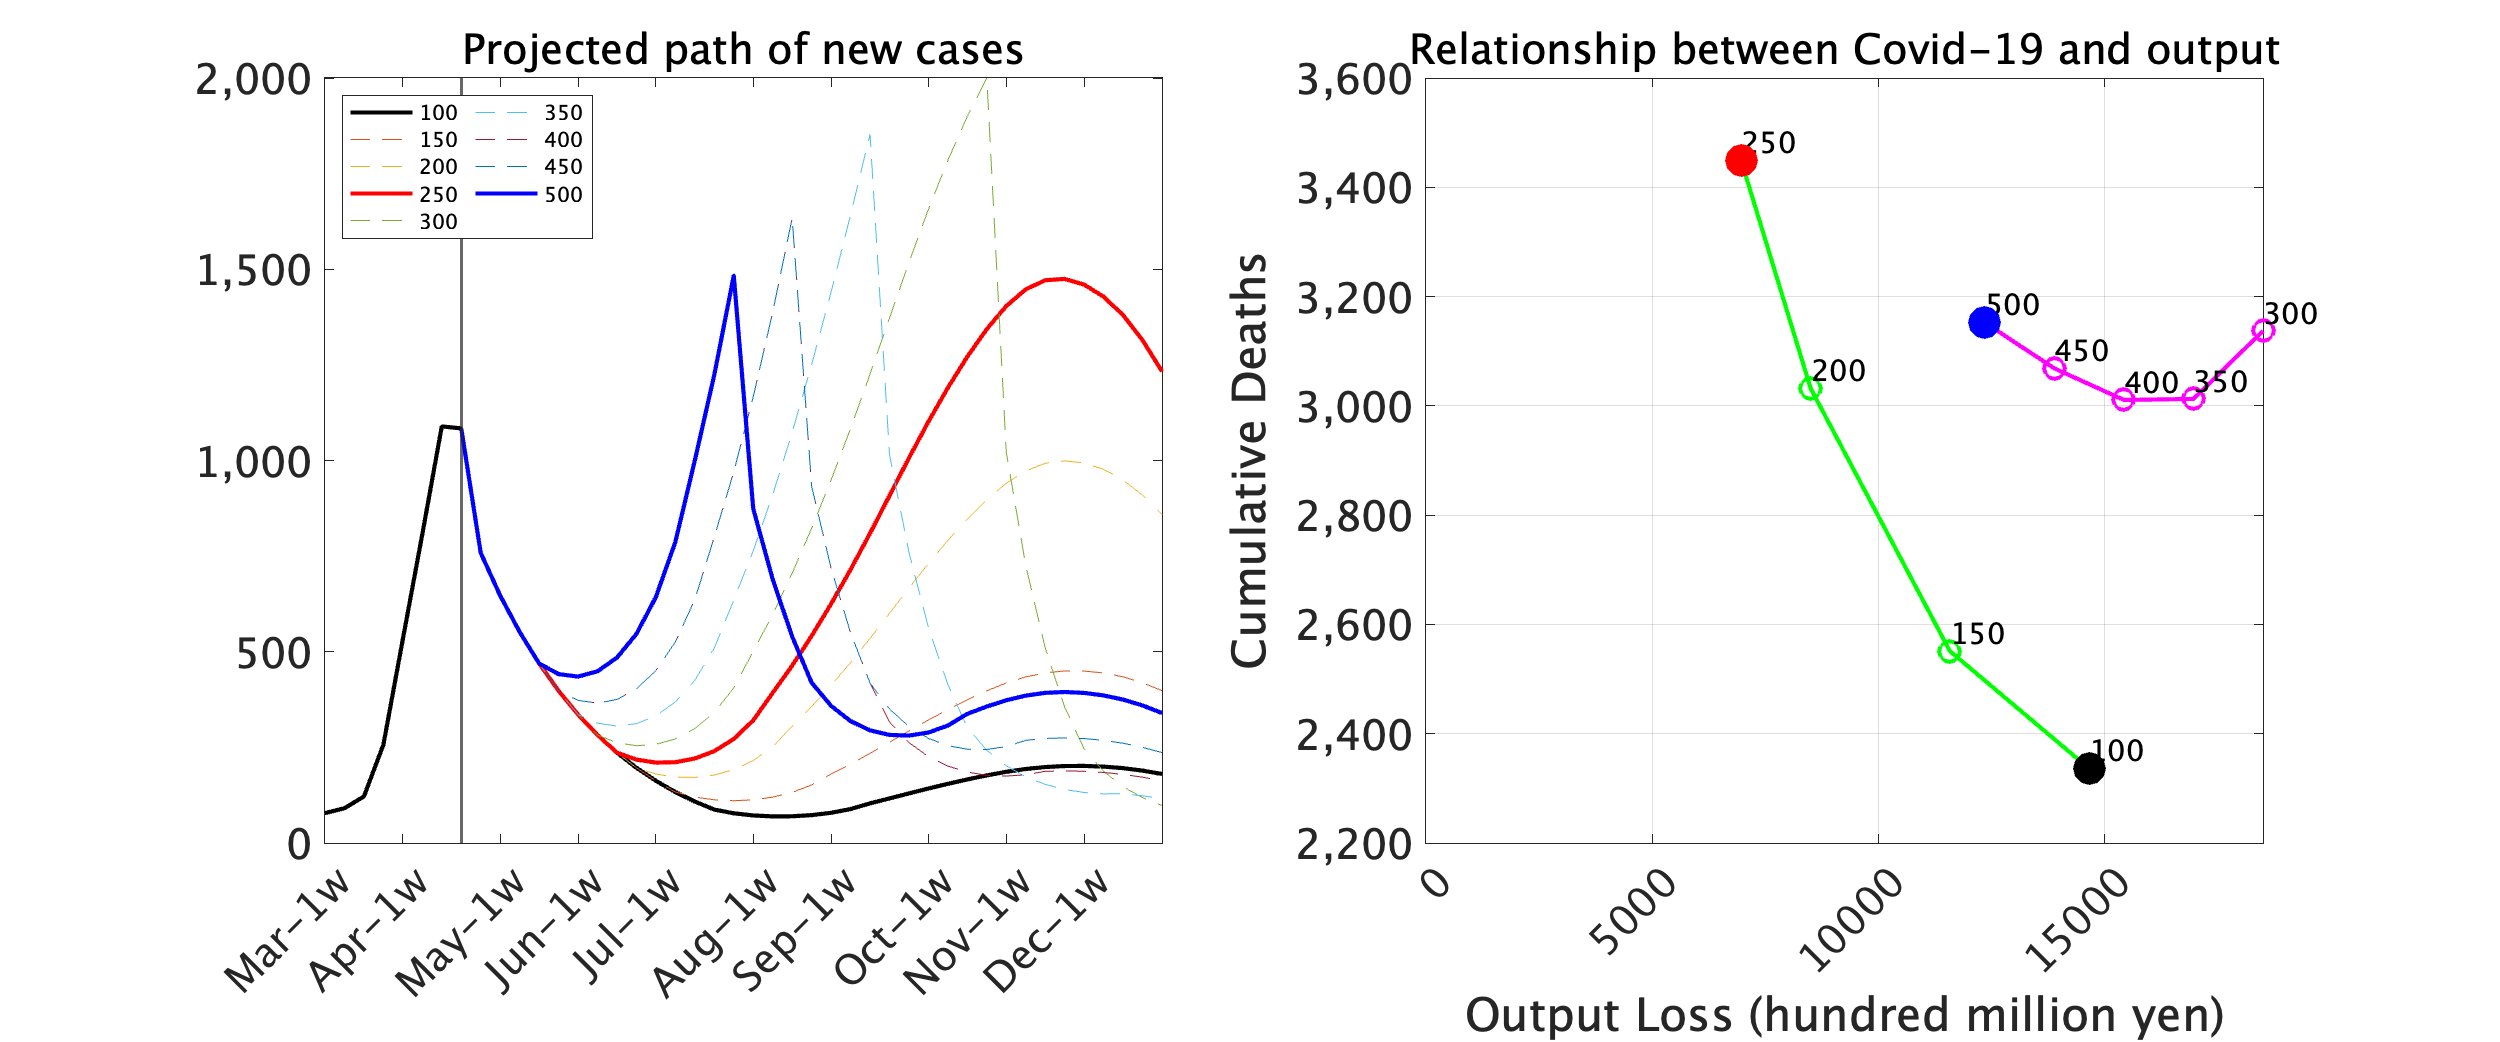 Projected path of new cases
2,000
1,500
1,000
500
0
100
150
200
250
300
350
400
450
500
Mar-1w
Apr-1w
May-1w
Jun-1w
Jul-1w
Aug-1w
Sep-1w
Oct-1w
Nov-1w
Dec-1w
Relationship between Covid-19 and output
Cumulative Deaths
3,600
3,400
3,200
3,000
2,800
2,600
2,400
2,200
250
200
150
100
500
450
400
350
300
0
5000
10000
15000
Output Loss (hundred million yen)